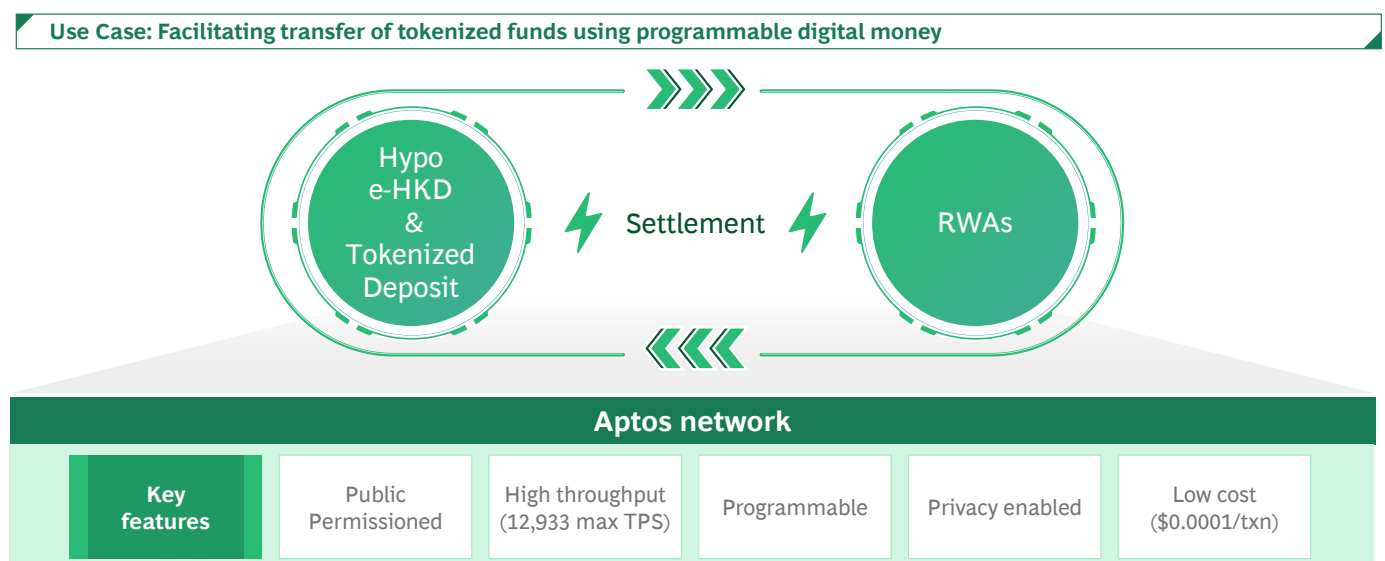 Use Case: Facilitating transfer of tokenized funds using programmable digital money
Hypo
e-HKD
&
Tokenized
Deposit
Settlement
RWAs
Aptos network
Key
features
Public
Permissioned
High throughput
(12,933 max TPS)
Programmable
Privacy enabled
Low cost
($0.0001/txn)